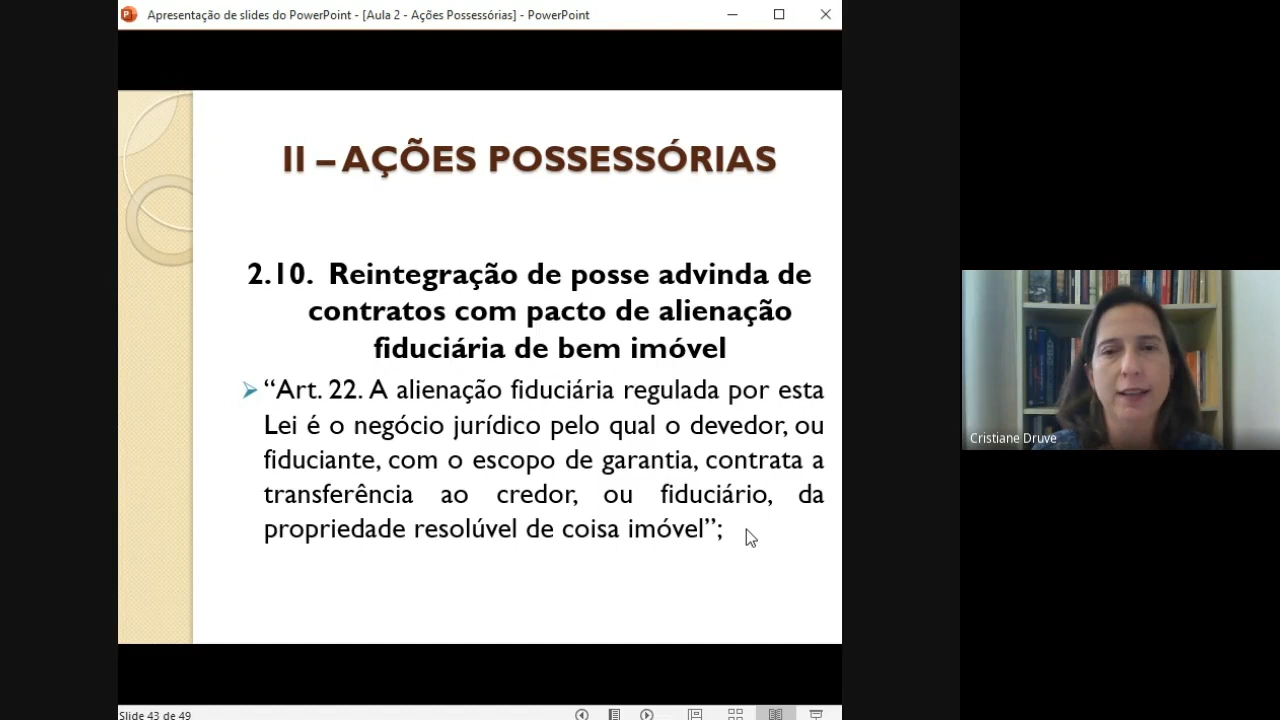 Apresentação de slides do PowerPoint - [Aula 2 - Ações Possessórias] - PowerPoint
II – AÇÕES POSSESSÓRIAS
2.10. Reintegração de posse advinda de
contratos com pacto de alienação
fiduciária de bem imóvel
“Art. 22. A alienação fiduciária regulada por esta
Lei é o negócio jurídico pelo qual o devedor, ou
fiduciante, com o escopo de garantia, contrata a
transferência ao credor, ou fiduciário, da
propriedade resolúvel de coisa imóvel”;
Cristiane Druve
Slide 43 de 49